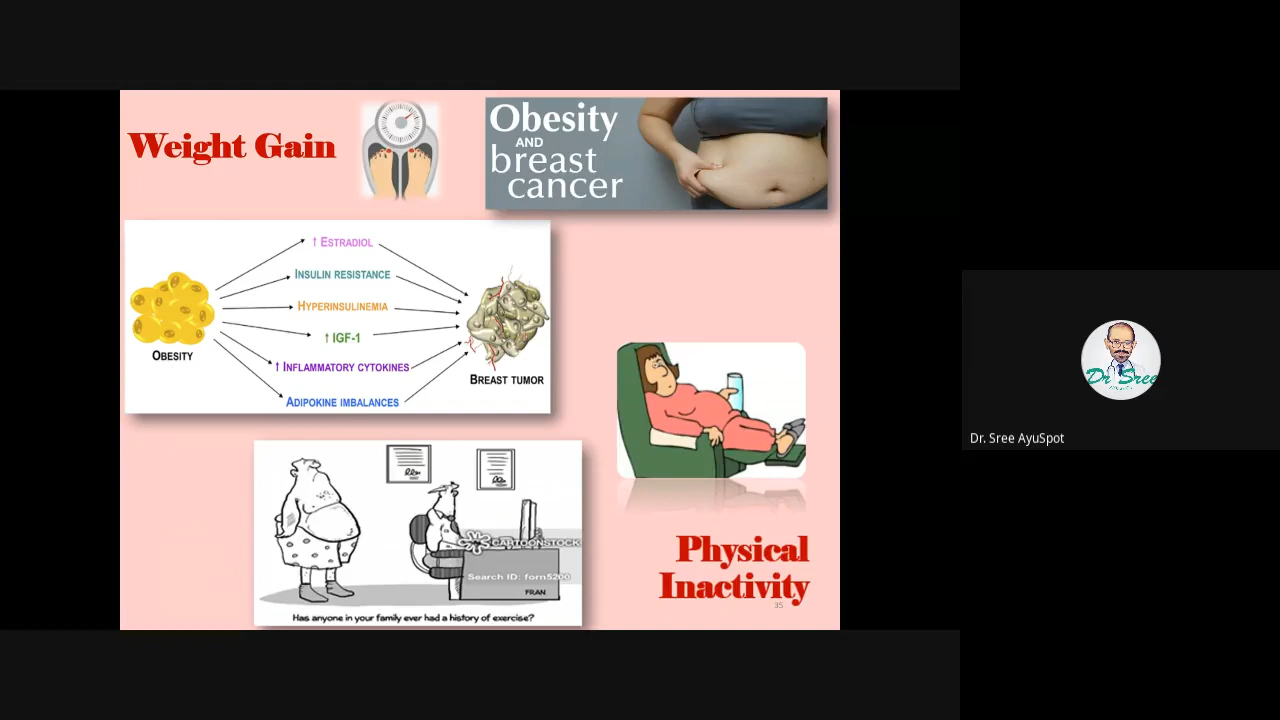 Weight Gain
Obesity
AND
breast
cancer
↑ ESTRADIOL
INSULIN RESISTANCE
HYPERINSULINEMIA
↑ IGF-1
↑ INFLAMMATORY CYTOKINES
ADIPOKINE IMBALANCES
OBESITY
BREAST TUMOR
CARTOONSTOCK
Search ID: forn5200
FRAN
Has anyone in your family ever had a history of exercise?
Physical
Inactivity
35
Dr Sree
Dr. Sree AyuSpot